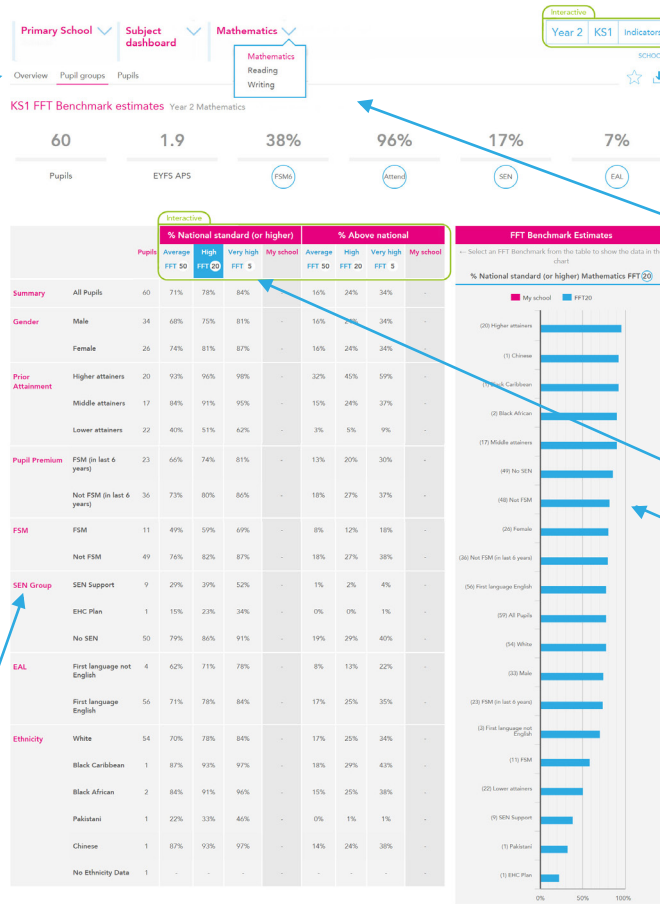 Interactive
Primary School Subject dashboard Mathematics Year 2 KS1 Indicators
Mathematics
Reading
Writing
SCHOO
Overview Pupil groups Pupils
KS1 FFT Benchmark estimates Year 2 Mathematics
60 1.9 38% 96% 17% 7%
Pupils EYFS APS FSM6 Attend SEN EAL
Interactive
% National standard (or higher) % Above national
Pupils Average High Very high My school Average High Very high My school
FFT 50 FFT 20 FFT 5 FFT 50 FFT 20 FFT 5
Summary All Pupils 60 71% 78% 84% - 16% 24% 34% -
Gender Male 34 68% 75% 81% - 16% 34% -
Female 26 74% 81% 87% - 16% 24% 34% -
Prior Attainment Higher attainers 20 93% 96% 98% - 32% 45% 59% -
Middle attainers 17 84% 91% 95% - 15% 24% 37% -
Lower attainers 22 40% 51% 62% - 3% 5% 9% -
Pupil Premium FSM (in last 6 years) 23 66% 74% 81% - 13% 20% 30% -
Not FSM (in last 6 years) 36 73% 80% 86% - 18% 27% 37% -
FSM FSM 11 49% 59% 69% - 8% 12% 18% -
Not FSM 49 76% 82% 87% - 18% 27% 38% -
SEN Group SEN Support 9 29% 39% 52% - 1% 2% 4% -
EHC Plan 1 15% 23% 34% - 0% 0% 1% -
No SEN 50 79% 86% 91% - 19% 29% 40% -
EAL First language not English 4 62% 71% 78% - 8% 13% 22% -
First language English 56 71% 78% 84% - 17% 25% 35% -
Ethnicity White 54 70% 78% 84% - 17% 25% 34% -
Black Caribbean 1 87% 93% 97% - 18% 29% 43% -
Black African 2 84% 91% 96% - 15% 25% 38% -
Pakistani 1 22% 33% 46% - 0% 1% 1% -
Chinese 1 87% 93% 97% - 14% 24% 38% -
No Ethnicity Data 1 - - - - - - - -
FFT Benchmark Estimates
← Select an FFT Benchmark from the table to show the data in the
chart
% National standard (or higher) Mathematics FFT 20
My school FFT20
(20) Higher attainers
(1) Chinese
(1) Black Caribbean
(2) Black African
(17) Middle attainers
(49) No SEN
(48) Not FSM
(26) Female
(36) Not FSM (in last 6 years)
(56) First language English
(59) All Pupils
(54) White
(33) Male
(23) FSM (in last 6 years)
(3) First language not
English
(11) FSM
(22) Lower attainers
(9) SEN Support
(1) Pakistani
(1) EHC Plan
0% 50% 100%